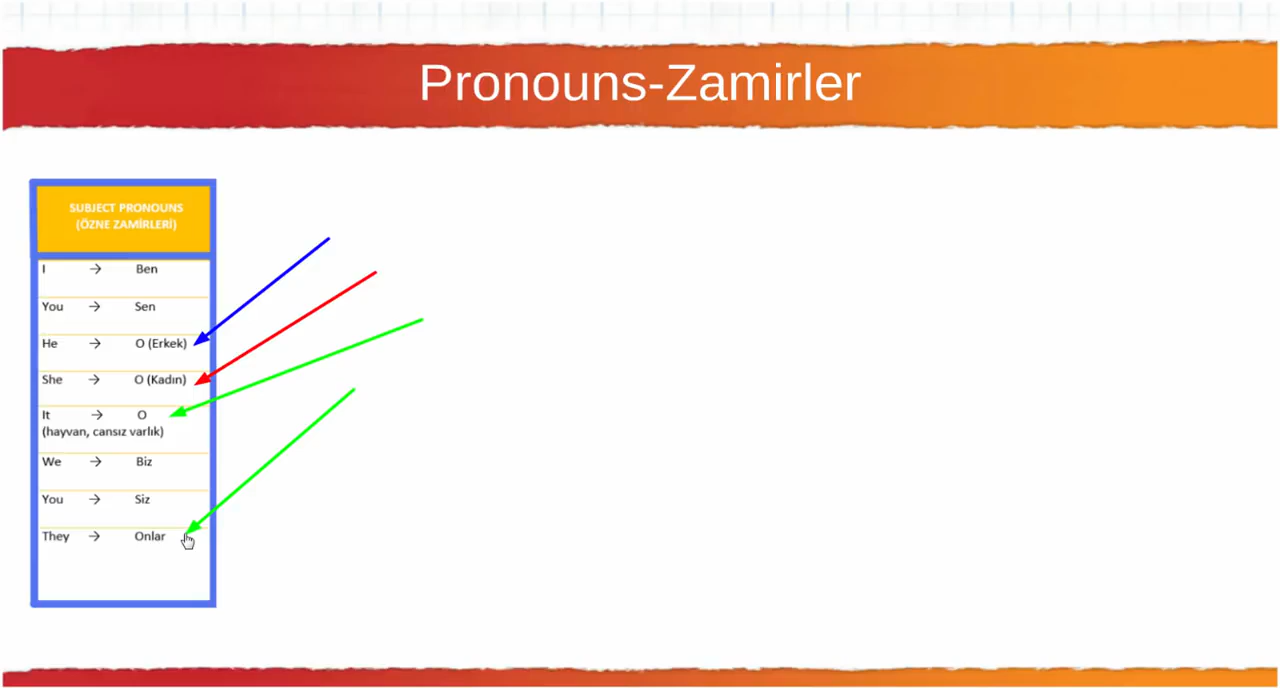 Pronouns-Zamirler
SUBJECT PRONOUNS
(ÖZNE ZAMİRLERİ)
I → Ben
You → Sen
He → O (Erkek)
She → O (Kadın)
It → O
(hayvan, cansız varlık)
We → Biz
You → Siz
They → Onlar